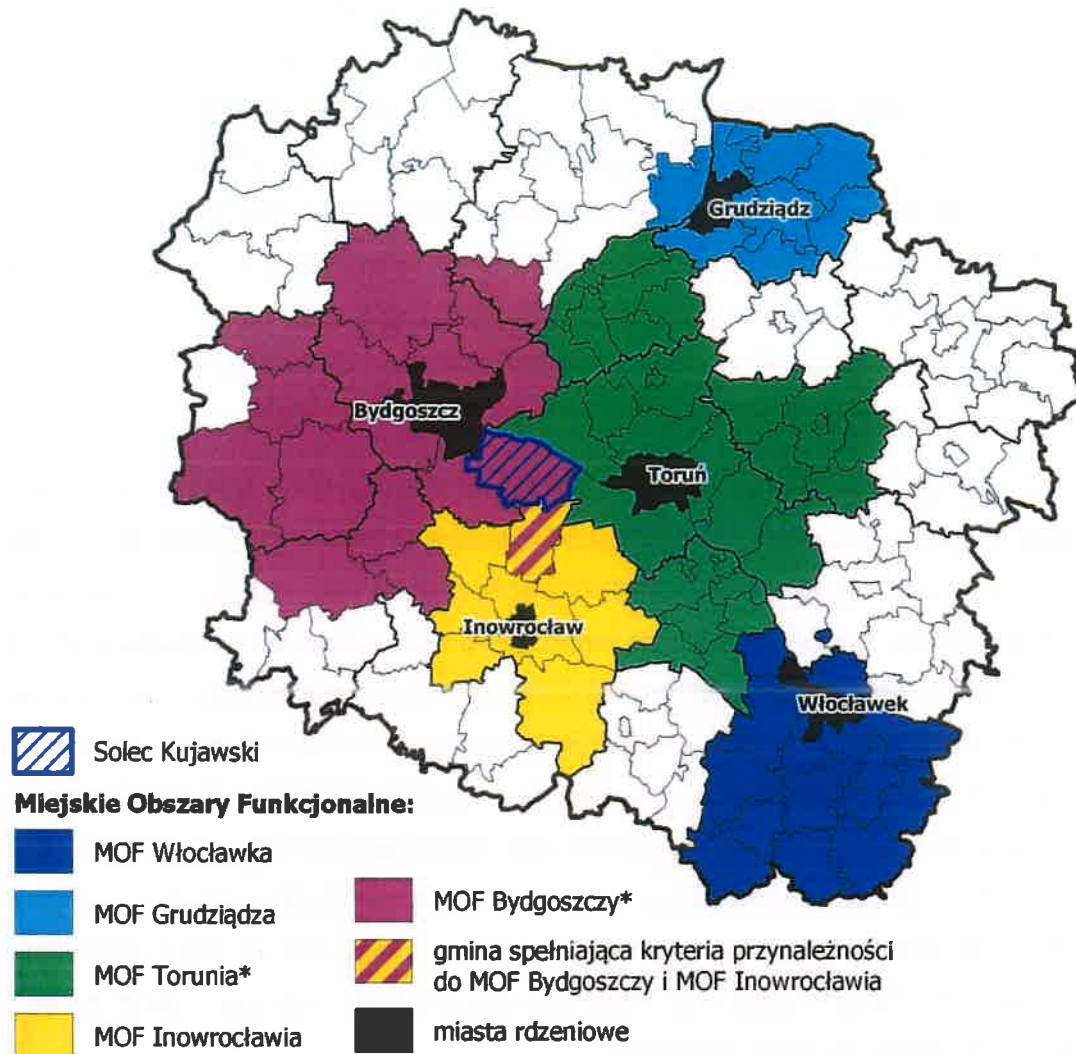 Grudziądz
Bydgoszcz
Toruń
Inowrocław
Włocławek
Solec Kujawski
Miejskie Obszary Funkcjonalne:
MOF Włocławka
MOF Grudziądza
MOF Torunia*
MOF Inowrocławia
MOF Bydgoszczy*
gmina spełniająca kryteria przynależności
do MOF Bydgoszczy i MOF Inowrocławia
miasta rdzeniowe